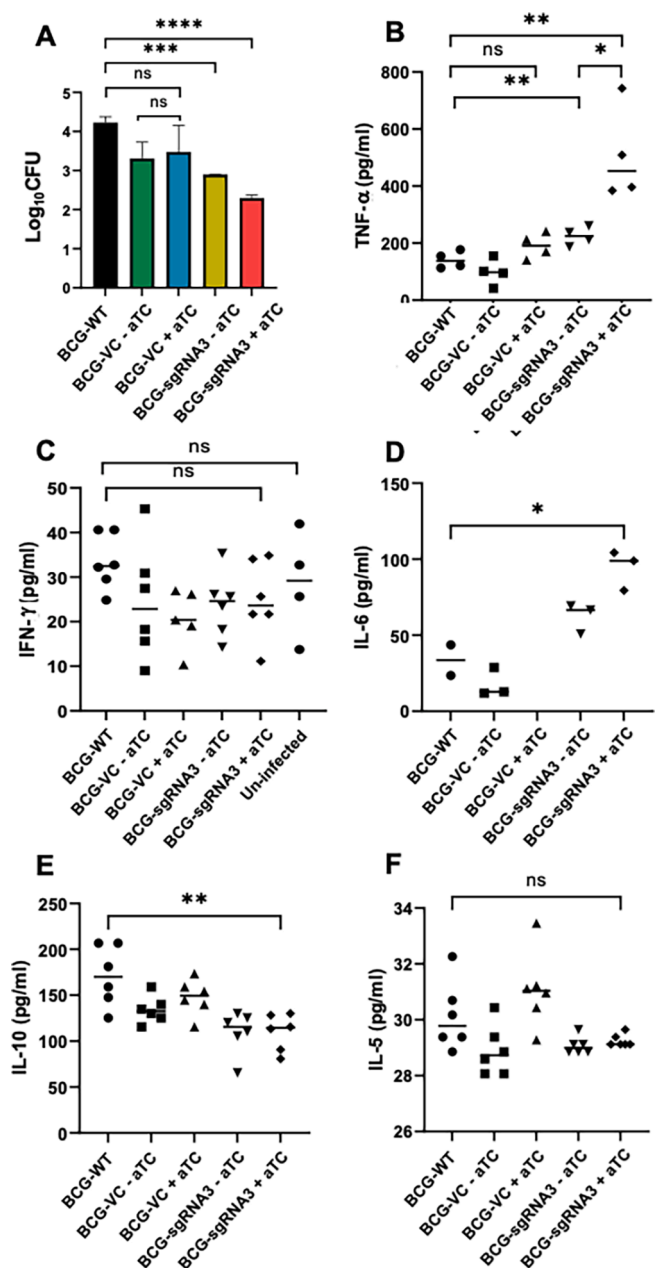 A
****
***
ns
ns
5
4
3
2
1
0
Log10CFU
BCG-WT
BCG-VC - aTC
BCG-VC + aTC
BCG-sgRNA3 - aTC
BCG-sgRNA3 + aTC
B
**
ns
*
**
800
600
400
200
0
TNF-α (pg/ml)
BCG-WT
BCG-VC - aTC
BCG-VC + aTC
BCG-sgRNA3 - aTC
BCG-sgRNA3 + aTC
C
ns
ns
50
40
30
20
10
0
IFN-γ (pg/ml)
BCG-WT
BCG-VC - aTC
BCG-VC + aTC
BCG-sgRNA3 - aTC
BCG-sgRNA3 + aTC
Un-infected
D
*
150
100
50
0
IL-6 (pg/ml)
BCG-WT
BCG-VC - aTC
BCG-VC + aTC
BCG-sgRNA3 - aTC
BCG-sgRNA3 + aTC
E
**
250
200
150
100
50
0
IL-10 (pg/ml)
BCG-WT
BCG-VC - aTC
BCG-VC + aTC
BCG-sgRNA3 - aTC
BCG-sgRNA3 + aTC
F
ns
34
32
30
28
26
IL-5 (pg/ml)
BCG-WT
BCG-VC - aTC
BCG-VC + aTC
BCG-sgRNA3 - aTC
BCG-sgRNA3 + aTC